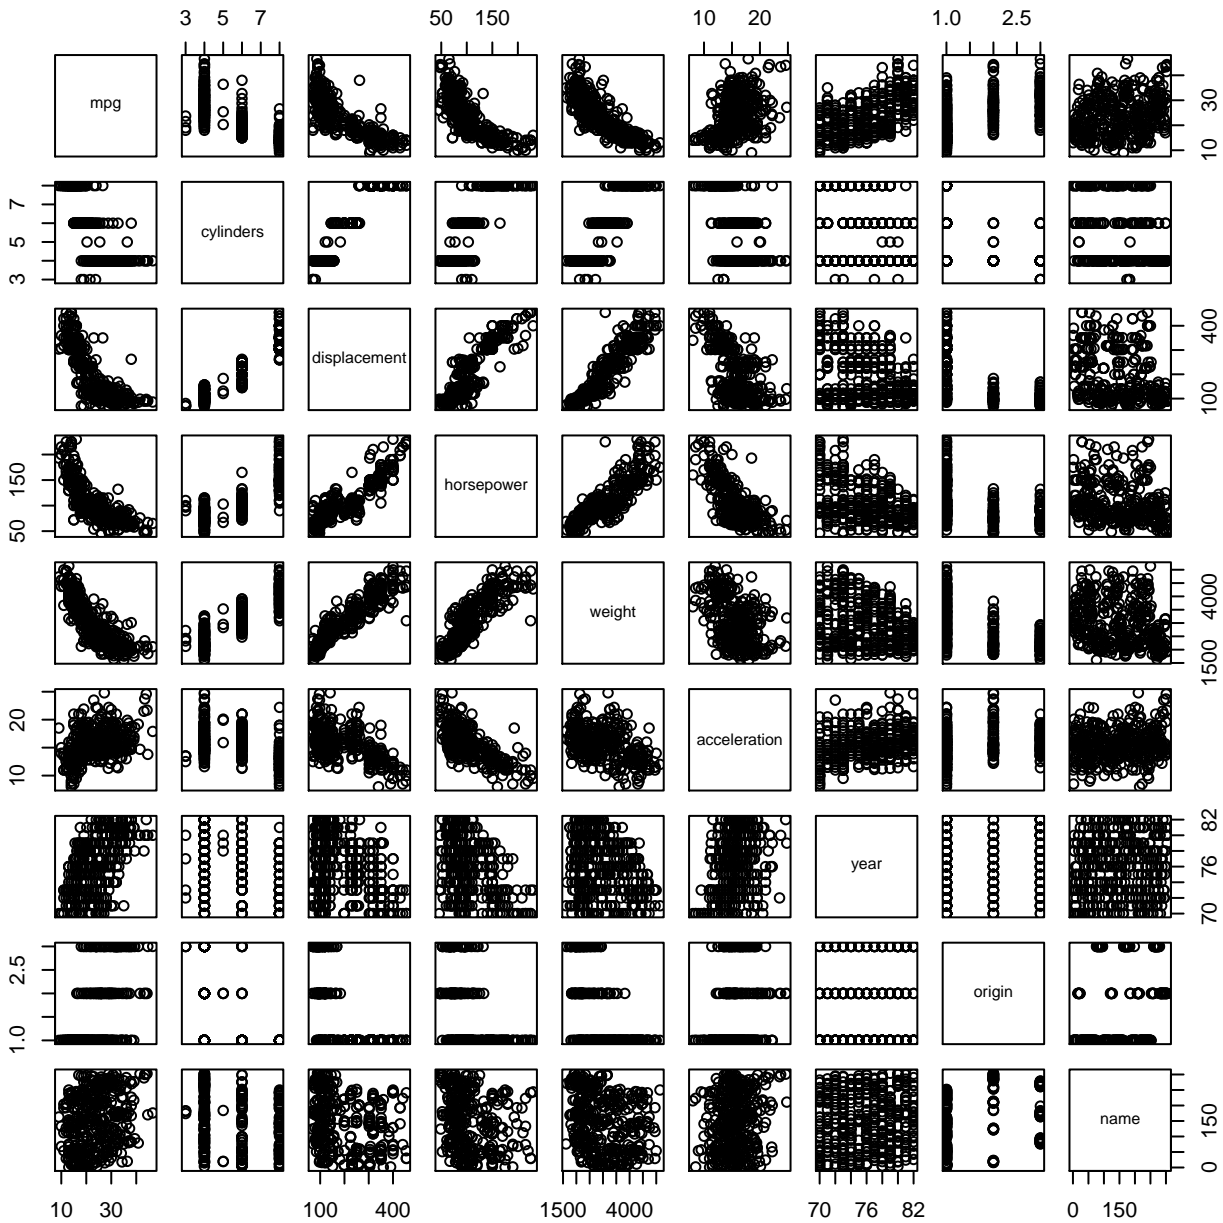 3 5 7 50 150 10 20 1.0 2.5
mpg 10 30
3 5 7 cylinders
displacement 100 400
50 150 horsepower
weight 1500 4000
10 20 acceleration
year 70 76 82
1.0 2.5 origin
name 0 150
10 30 100 400 1500 4000 70 76 82 0 150